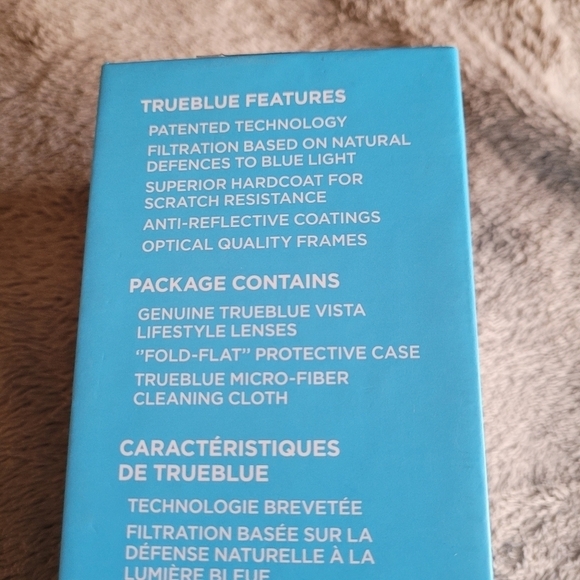 TRUEBLUE FEATURES
PATENTED TECHNOLOGY
FILTRATION BASED ON NATURAL
DEFENCES TO BLUE LIGHT
SUPERIOR HARDCOAT FOR
SCRATCH RESISTANCE
ANTI-REFLECTIVE COATINGS
OPTICAL QUALITY FRAMES
PACKAGE CONTAINS
GENUINE TRUEBLUE VISTA
LIFESTYLE LENSES
"FOLD-FLAT" PROTECTIVE CASE
TRUEBLUE MICRO-FIBER
CLEANING CLOTH
CARACTÉRISTIQUES
DE TRUEBLUE
TECHNOLOGIE BREVETÉE
FILTRATION BASÉE SUR LA
DÉFENSE NATURELLE À LA
LUMIÈRE BLEUE